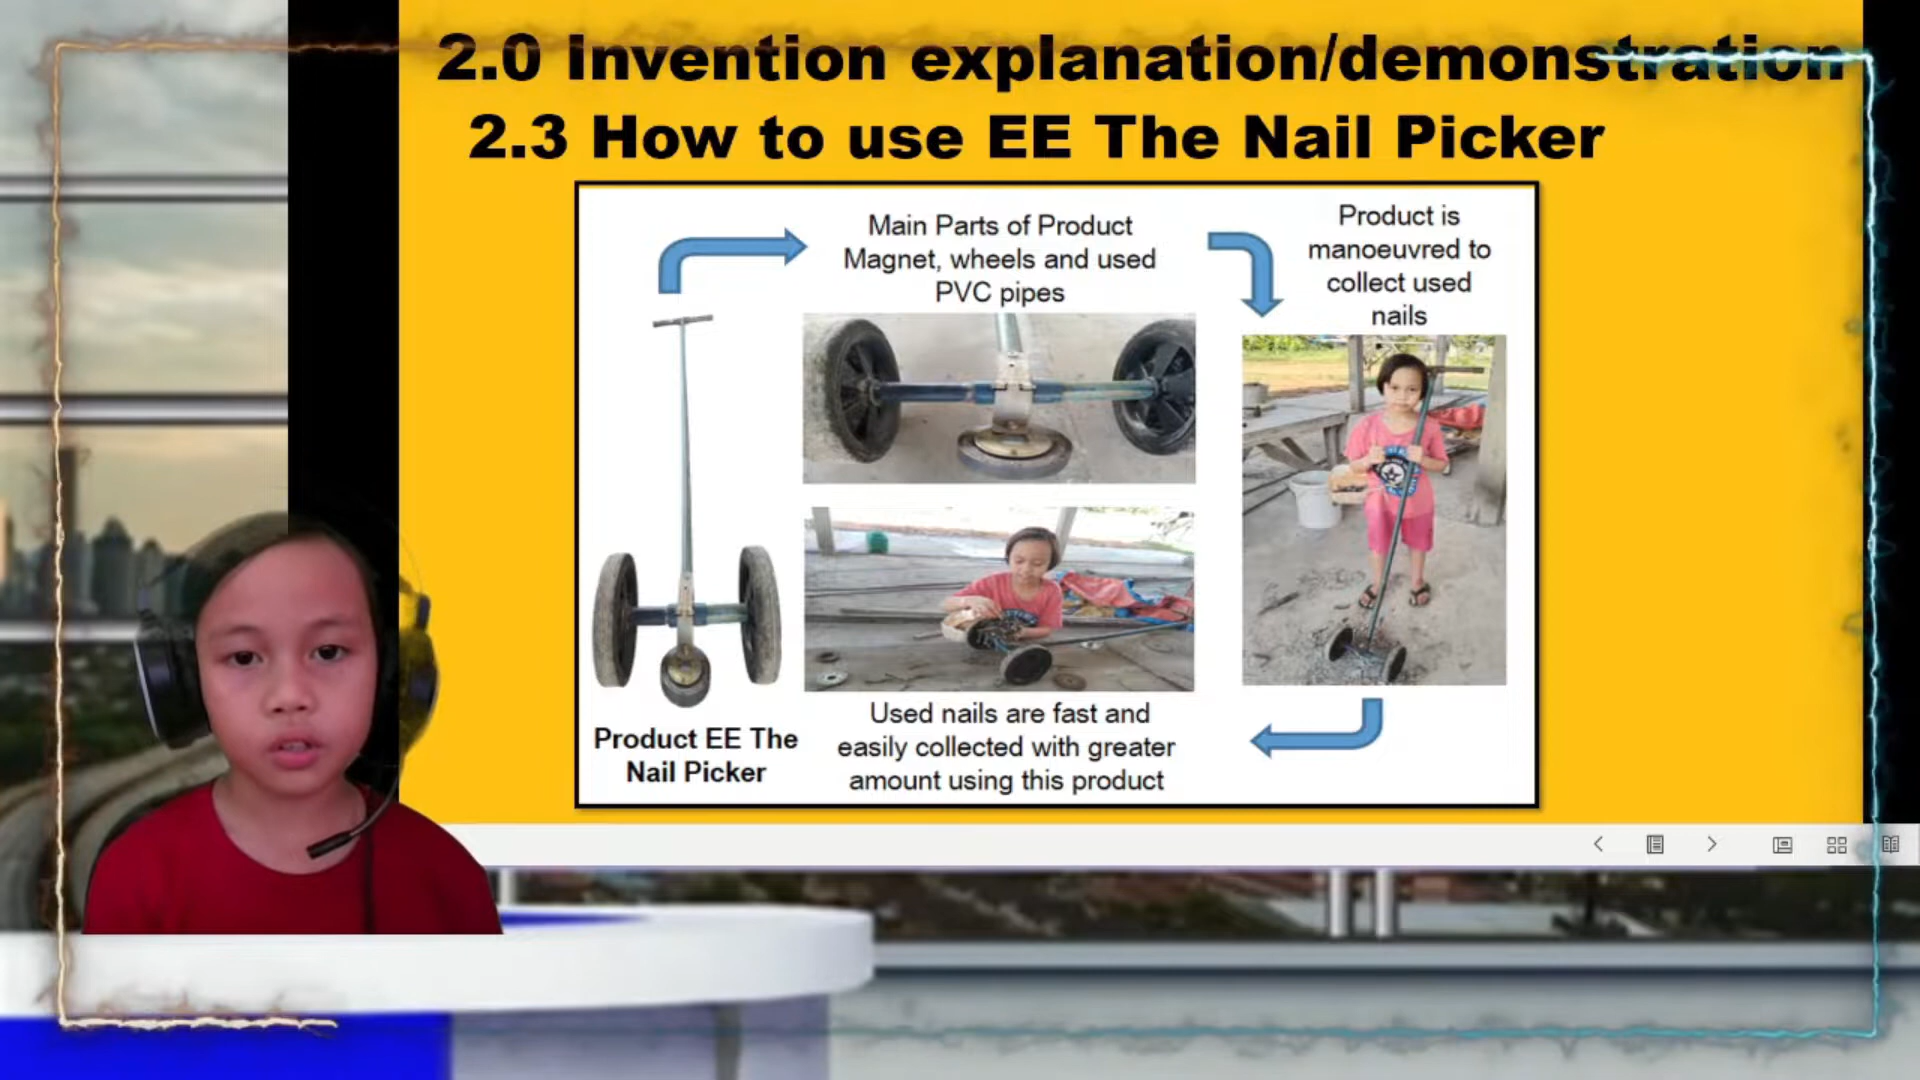 2.0 Invention explanation/demonstration
2.3 How to use EE The Nail Picker
Main Parts of Product
Magnet, wheels and used
PVC pipes
Product is
manoeuvred to
collect used
nails
Used nails are fast and
easily collected with greater
amount using this product
Product EE The
Nail Picker